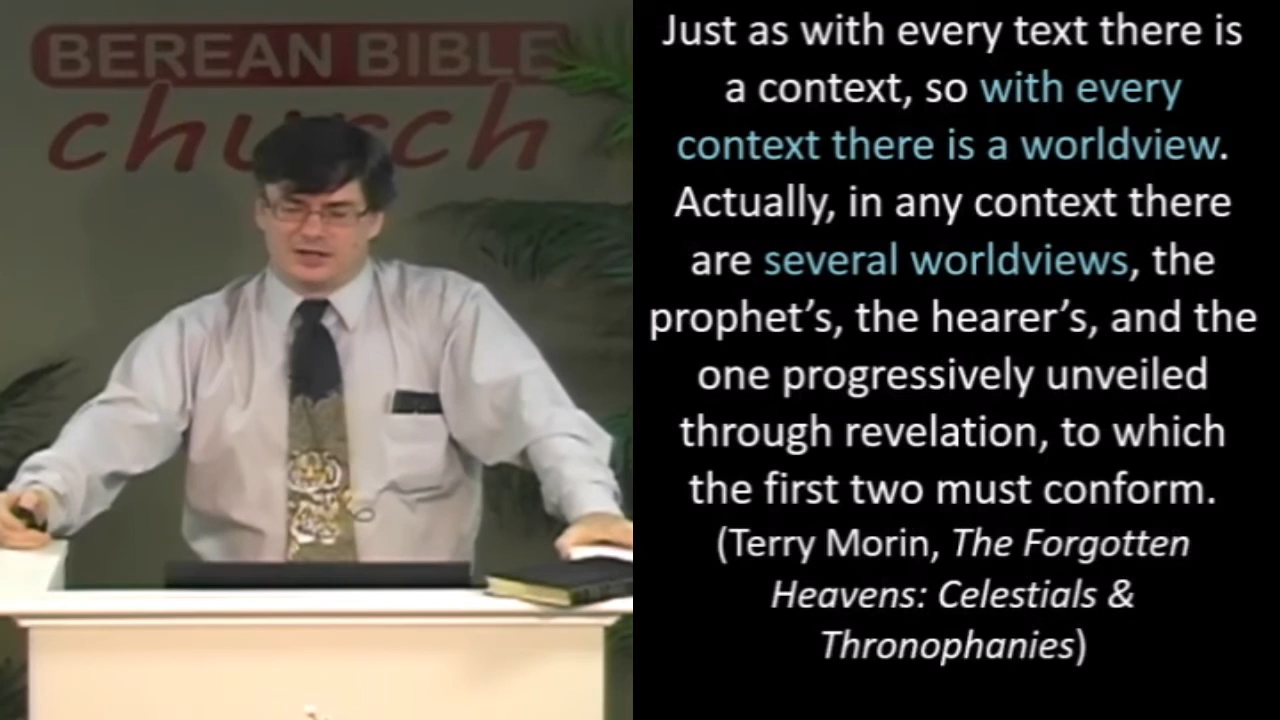 BEREAN BIBLE
church
Just as with every text there is
a context, so with every
context there is a worldview.
Actually, in any context there
are several worldviews, the
prophet’s, the hearer’s, and the
one progressively unveiled
through revelation, to which
the first two must conform.
(Terry Morin, The Forgotten
Heavens: Celestials &
Thronophanies)